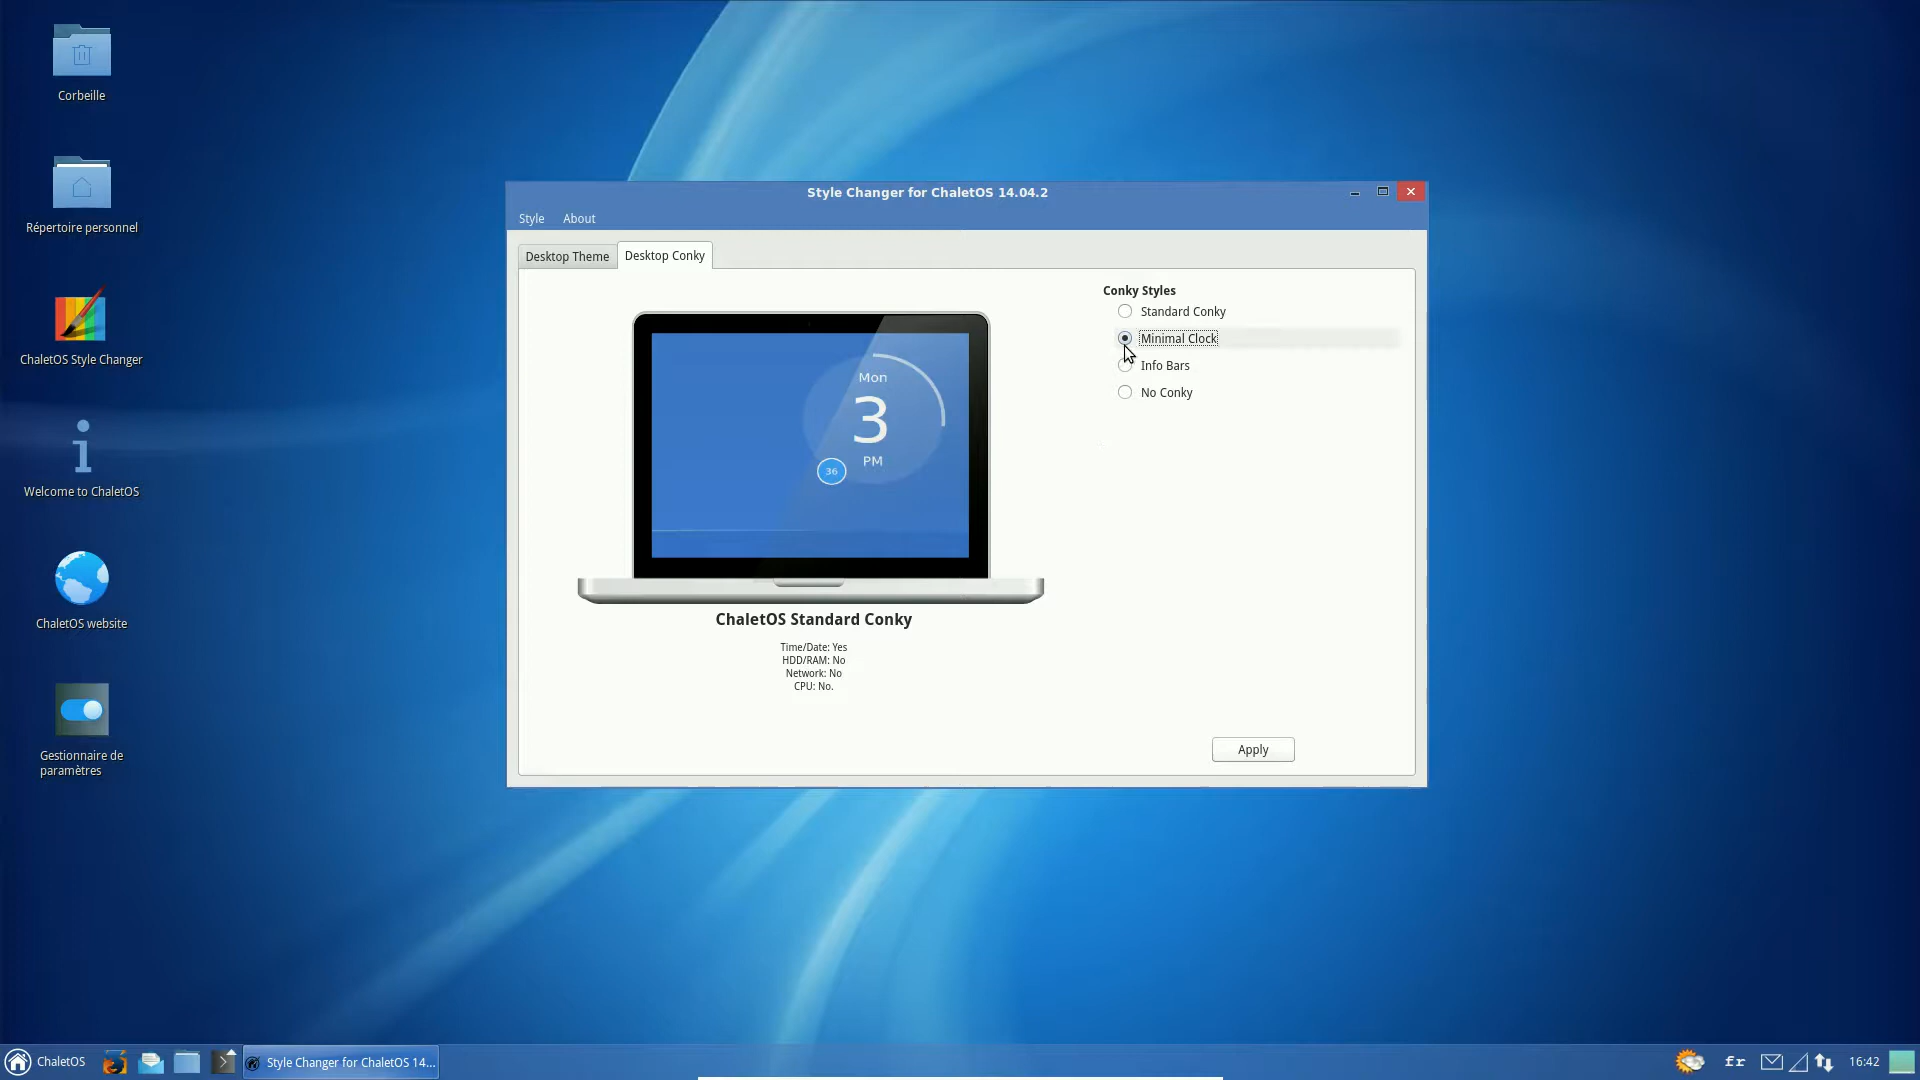 Corbeille
Répertoire personnel
ChaletOS Style Changer
Welcome to ChaletOS
ChaletOS website
Gestionnaire de
paramètres
Style Changer for ChaletOS 14.04.2
Style About
Desktop Theme Desktop Conky
Mon
3
PM
36
ChaletOS Standard Conky
Time/Date: Yes
HDD/RAM: No
Network: No
CPU: No.
Conky Styles
Standard Conky
Minimal Clock
Info Bars
No Conky
Apply
ChaletOS
Style Changer for ChaletOS 14...
fr
16:42